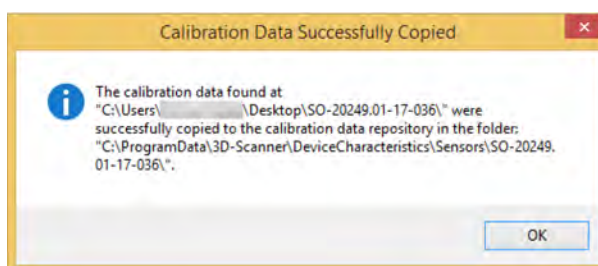 Calibration Data Successfully Copied
The calibration data found at
"C:\Users\ \Desktop\SO-20249.01-17-036\" were
successfully copied to the calibration data repository in the folder:
"C:\ProgramData\3D-Scanner\DeviceCharacteristics\Sensors\SO-20249.
01-17-036\".
OK